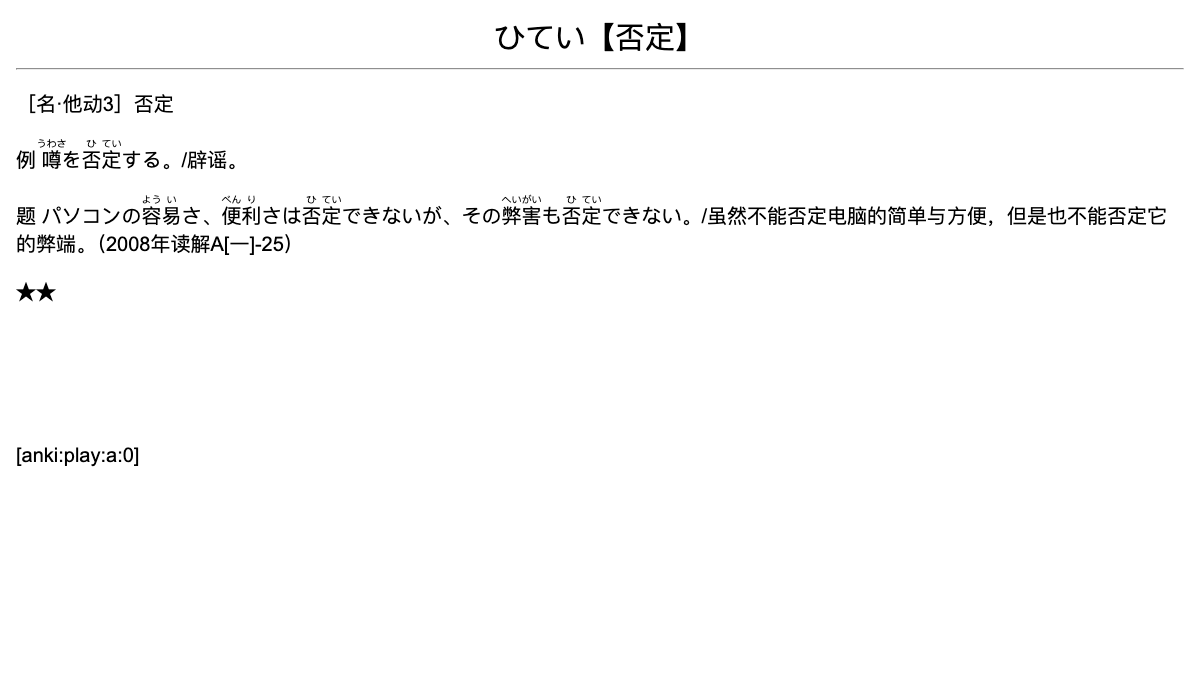 ひてい【否定】
［名·他动3］否定
例 噂を否定する。/辟谣。
うわさ ひ てい
题 パソコンの容易さ、便利さは否定できないが、その弊害も否定できない。/虽然不能否定电脑的简单与方便，但是也不能否定它
よう い べん り ひ てい へいがい ひ てい
的弊端。（2008年读解A[一]-25）
★★
[anki:play:a:0]